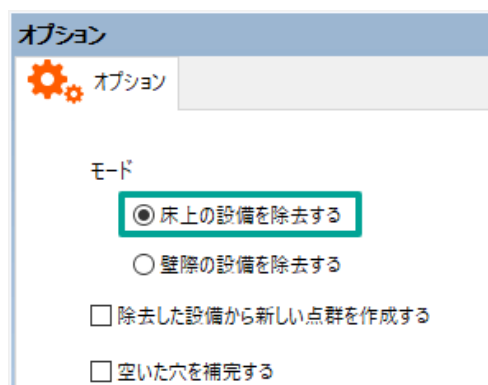 オプション
オプション
モード
床上の設備を除去する
壁際の設備を除去する
除去した設備から新しい点群を作成する
空いた穴を補完する